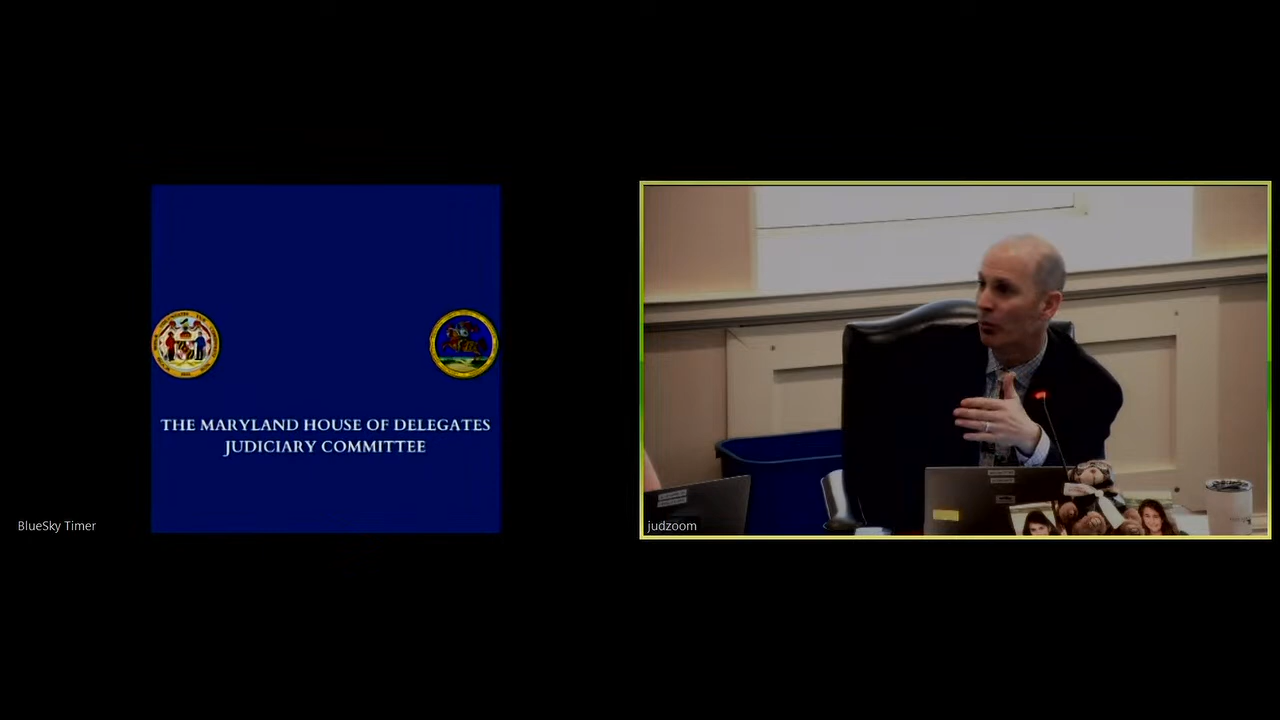 THE MARYLAND HOUSE OF DELEGATES
JUDICIARY COMMITTEE
BlueSky Timer
judzoom